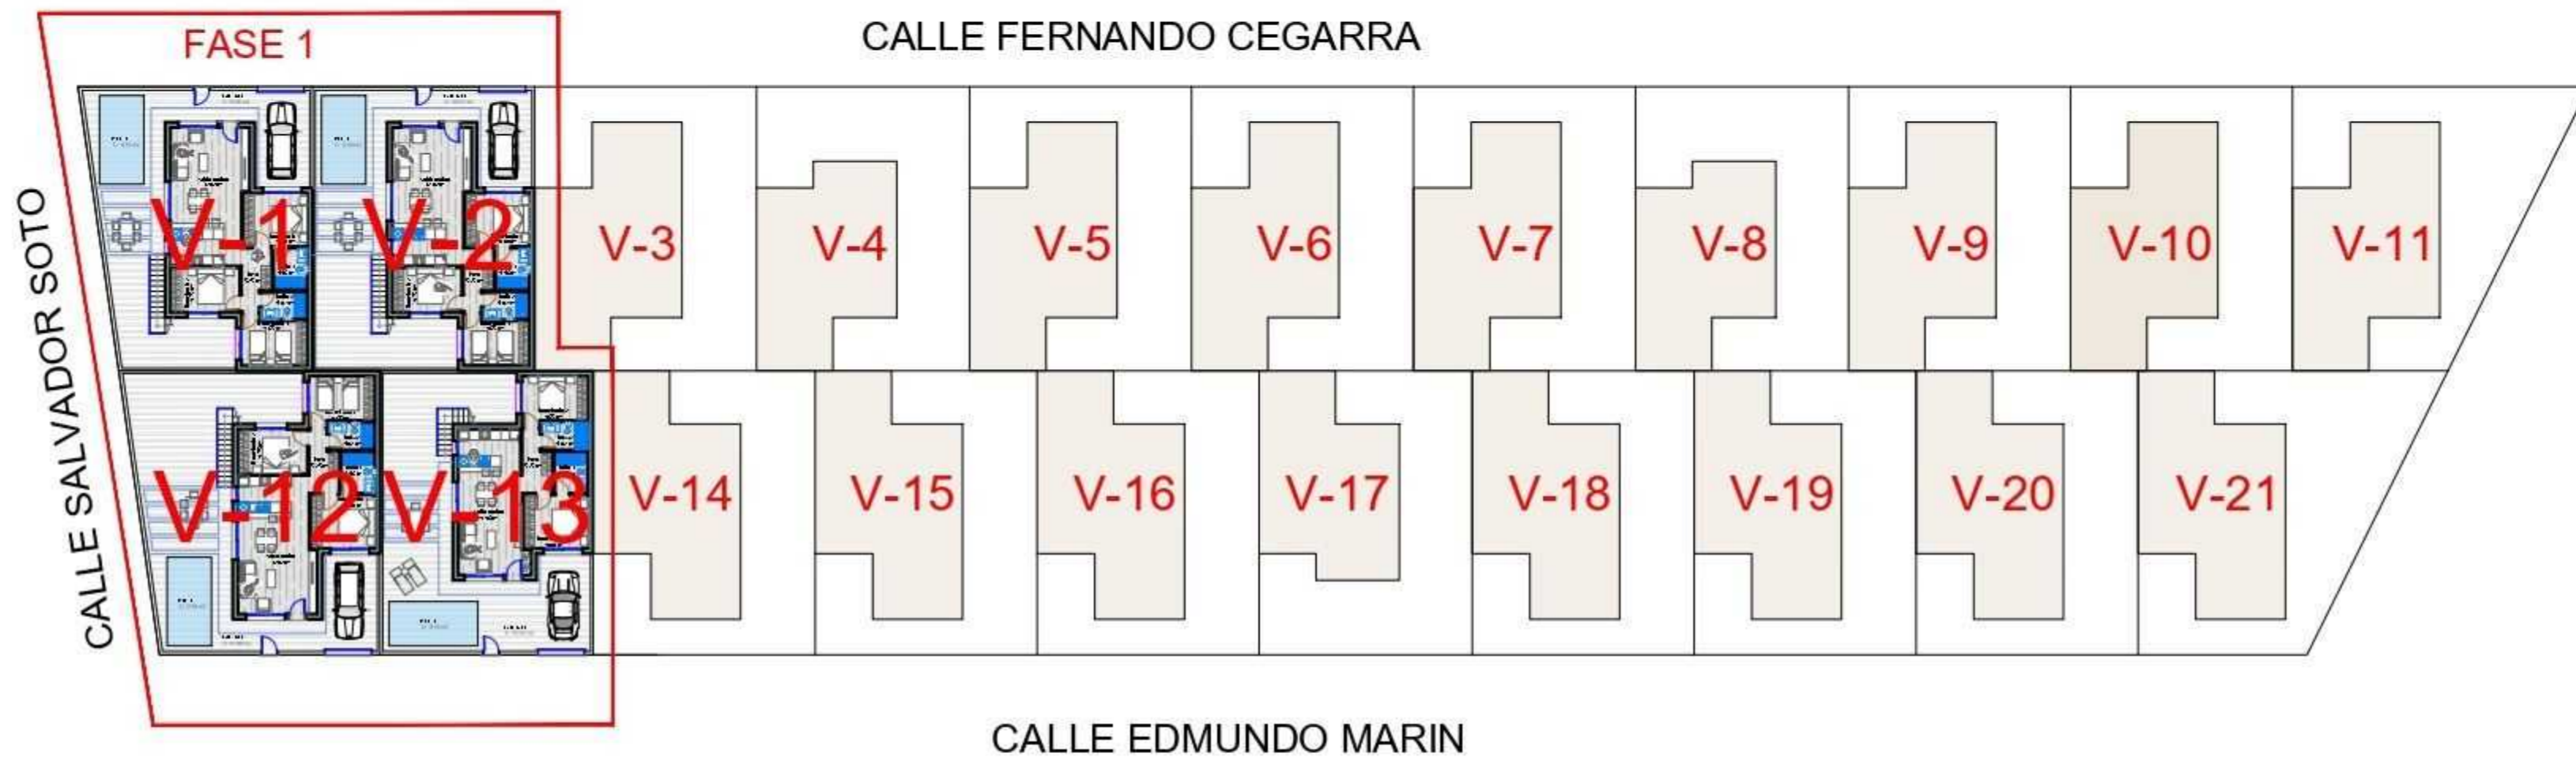 CALLE FERNANDO CEGARRA
FASE 1
CALLE SALVADOR SOTO
V-1
V-2
V-3
V-4
V-5
V-6
V-7
V-8
V-9
V-10
V-11
V-12
V-13
V-14
V-15
V-16
V-17
V-18
V-19
V-20
V-21
CALLE EDMUNDO MARIN